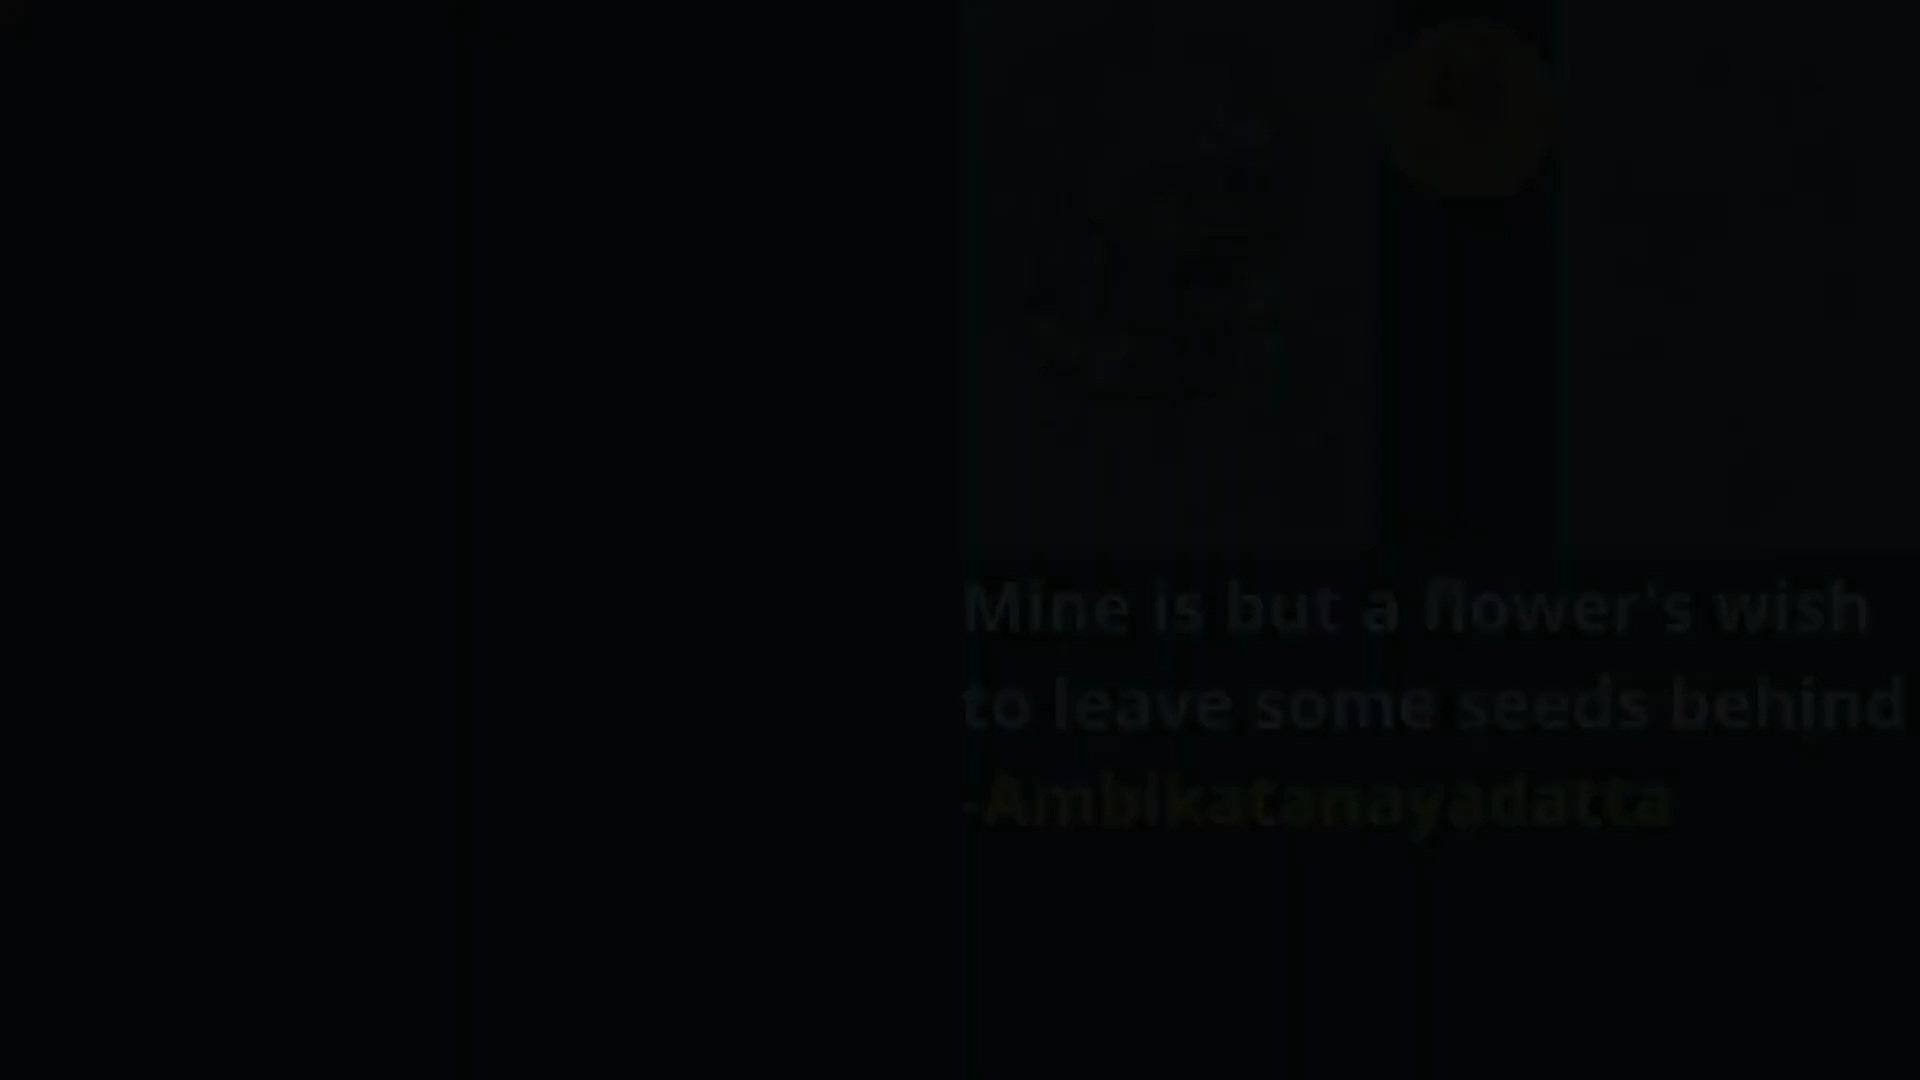 Mine is but a flower's wish
to leave some seeds behind
-Ambikatanayadatta